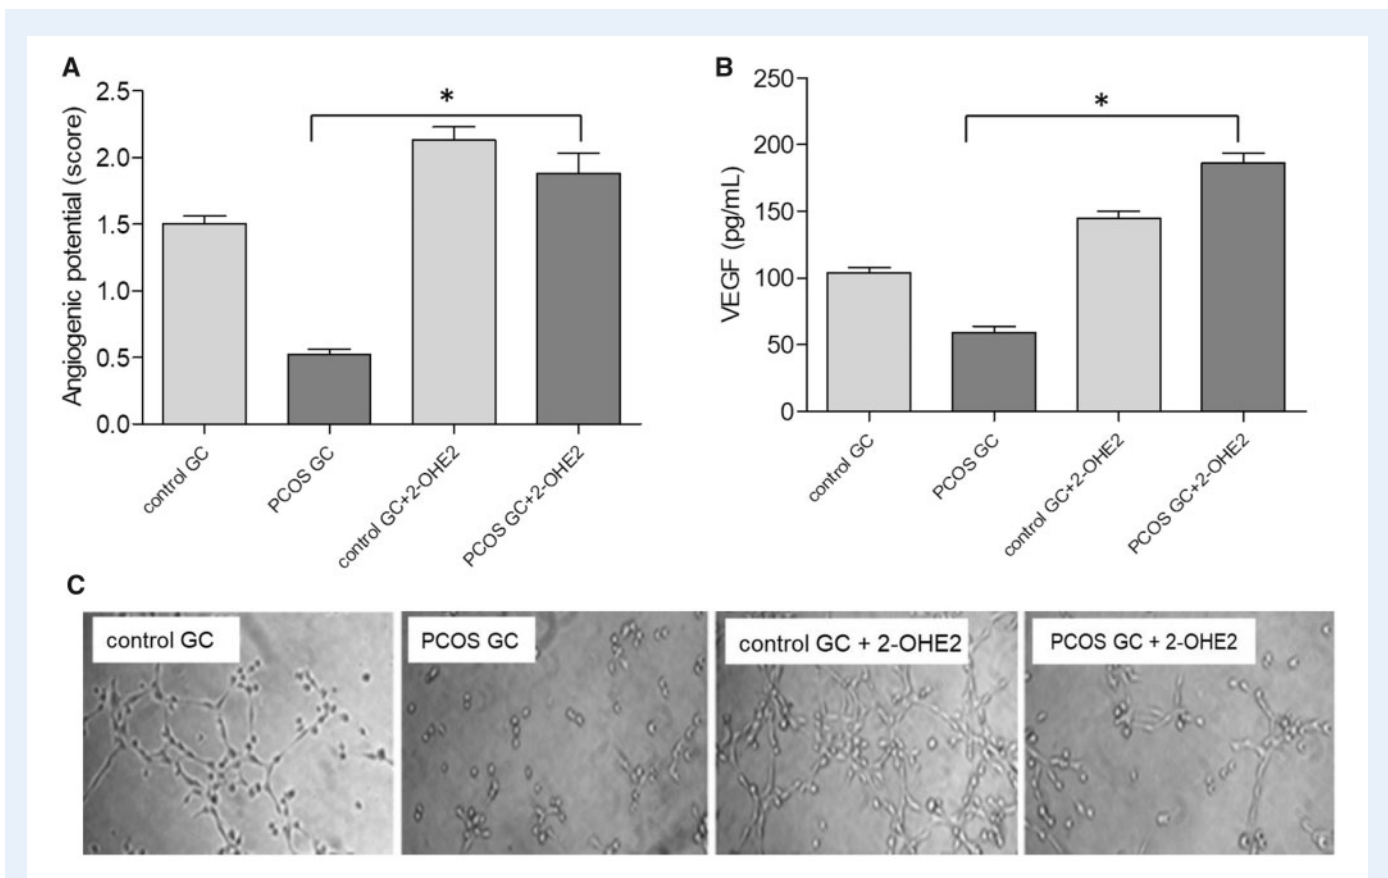 A
Angiogenic potential (score)
2.5
2.0
1.5
1.0
0.5
0.0
*
control GC
PCOS GC
control GC+2-OHE2
PCOS GC+2-OHE2
B
VEGF (pg/mL)
250
200
150
100
50
0
*
control GC
PCOS GC
control GC+2-OHE2
PCOS GC+2-OHE2
C
control GC
PCOS GC
control GC + 2-OHE2
PCOS GC + 2-OHE2